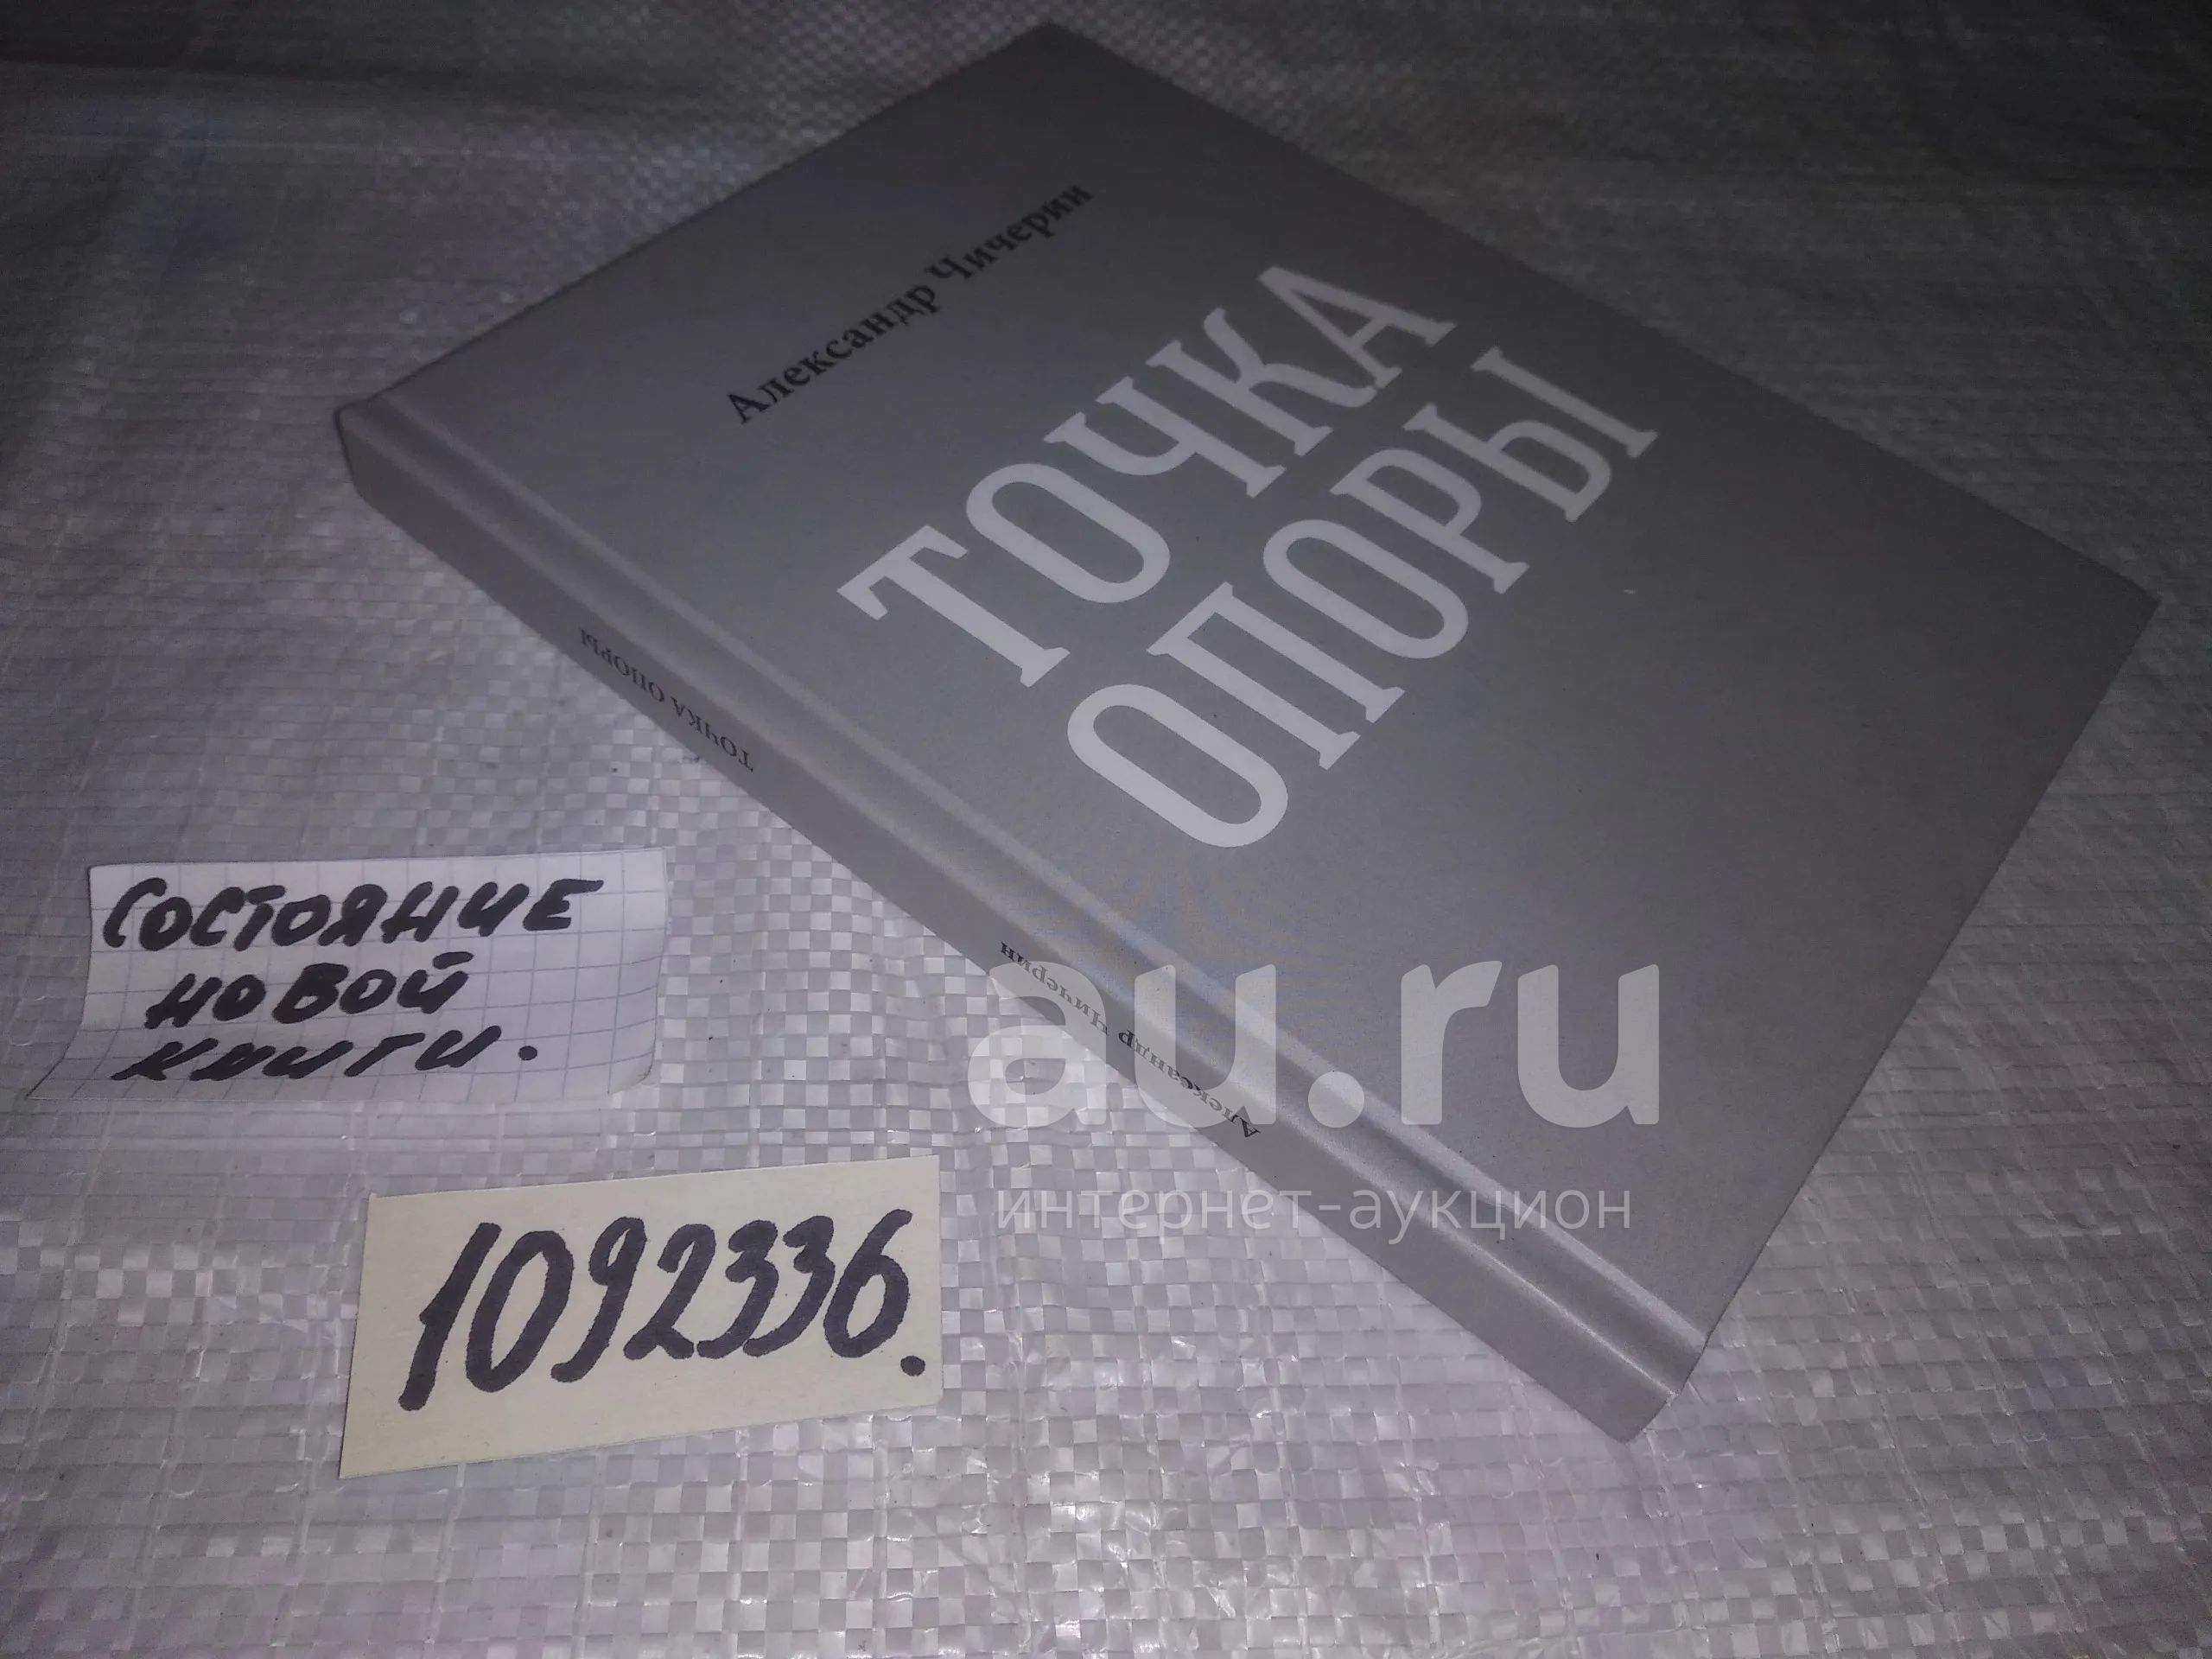 Александр Чичерин
ТОЧКА
ОПОРЫ
ТОЧКА ОПОРЫ
Александр Чичерин
СОСТОЯНИЕ
НОВОЙ
КНИГИ.
1092336.
au.ru
интернет-аукцион